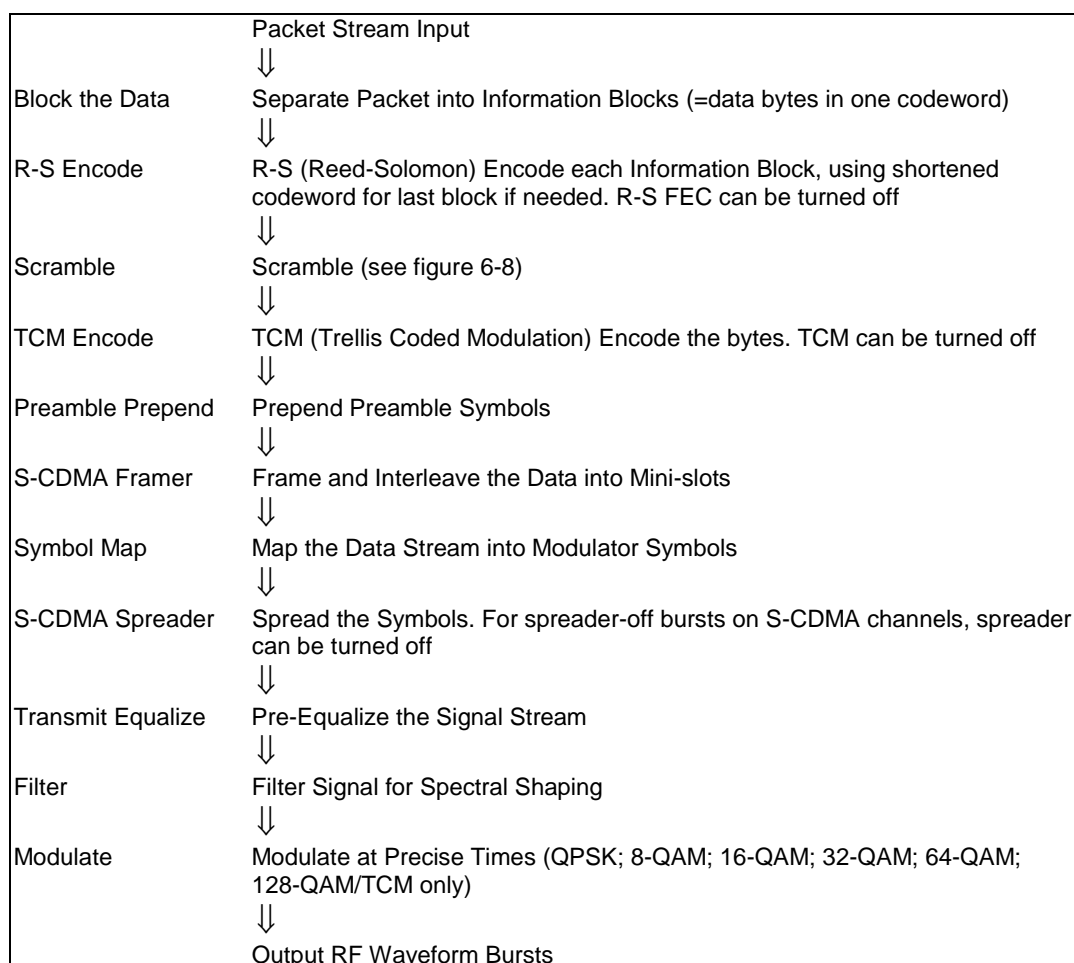 Packet Stream Input
⇓
Block the Data Separate Packet into Information Blocks (=data bytes in one codeword)
⇓
R-S Encode R-S (Reed-Solomon) Encode each Information Block, using shortened
codeword for last block if needed. R-S FEC can be turned off
⇓
Scramble Scramble (see figure 6-8)
⇓
TCM Encode TCM (Trellis Coded Modulation) Encode the bytes. TCM can be turned off
⇓
Preamble Prepend Prepend Preamble Symbols
⇓
S-CDMA Framer Frame and Interleave the Data into Mini-slots
⇓
Symbol Map Map the Data Stream into Modulator Symbols
⇓
S-CDMA Spreader Spread the Symbols. For spreader-off bursts on S-CDMA channels, spreader
can be turned off
⇓
Transmit Equalize Pre-Equalize the Signal Stream
⇓
Filter Filter Signal for Spectral Shaping
⇓
Modulate Modulate at Precise Times (QPSK; 8-QAM; 16-QAM; 32-QAM; 64-QAM;
128-QAM/TCM only)
⇓
Output RF Waveform Bursts